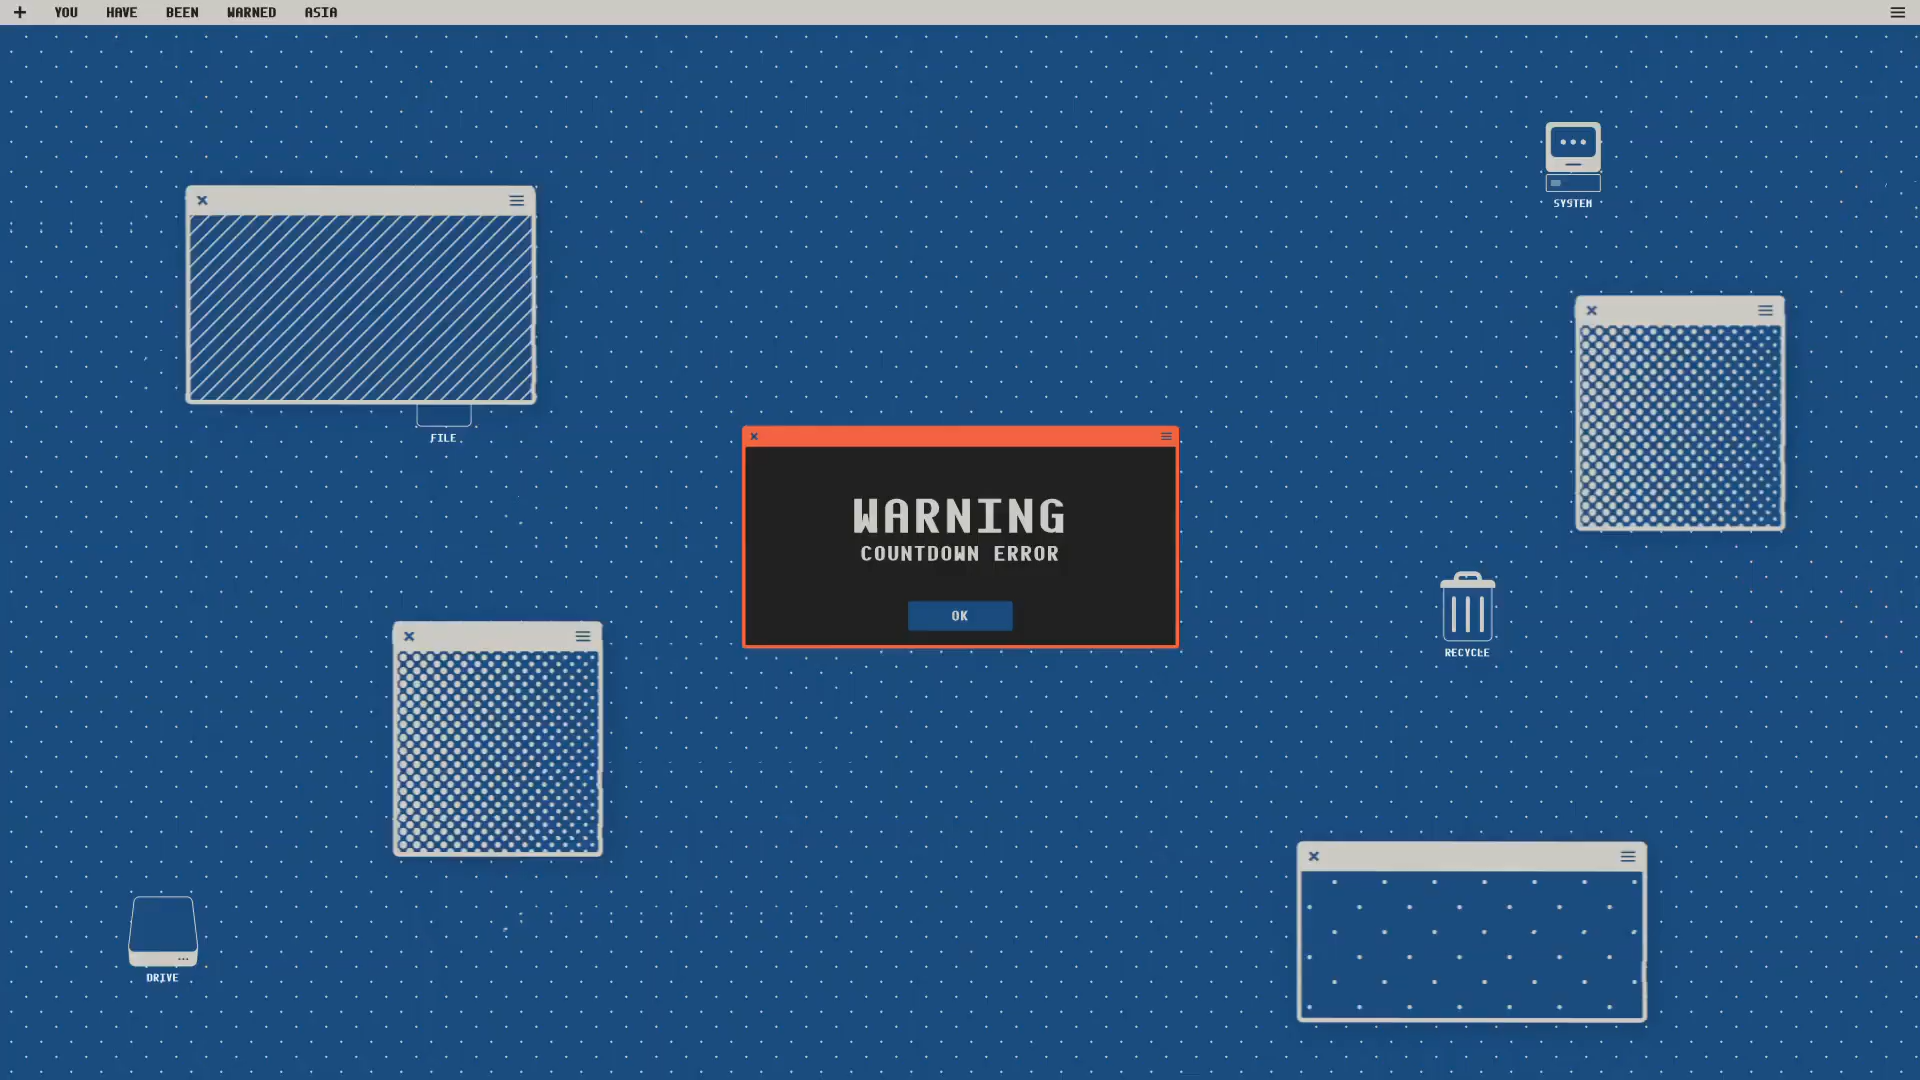 YOU HAVE BEEN WARNED ASIA
SYSTEM
FILE
WARNING
COUNTDOWN ERROR
OK
RECYCLE
DRIVE